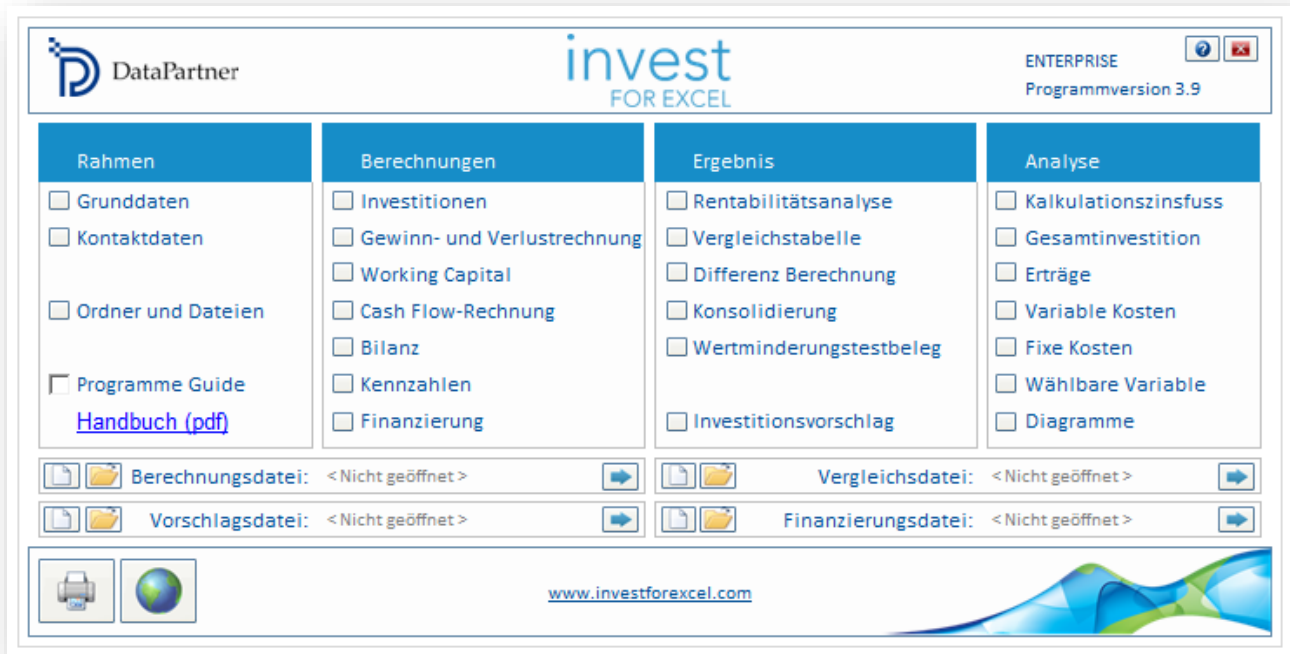 DataPartner
invest
FOR EXCEL
ENTERPRISE
Programmversion 3.9
Rahmen
Grunddaten
Kontaktdaten
Ordner und Dateien
Programme Guide
Handbuch (pdf)
Berechnungen
Investitionen
Gewinn- und Verlustrechnung
Working Capital
Cash Flow-Rechnung
Bilanz
Kennzahlen
Finanzierung
Ergebnis
Rentabilitätsanalyse
Vergleichstabelle
Differenz Berechnung
Konsolidierung
Wertminderungstestbeleg
Investitionsvorschlag
Analyse
Kalkulationszinsfuss
Gesamtinvestition
Erträge
Variable Kosten
Fixe Kosten
Wählbare Variable
Diagramme
Berechnungsdatei: <Nicht geöffnet>
Vergleichsdatei: <Nicht geöffnet>
Vorschlagsdatei: <Nicht geöffnet>
Finanzierungsdatei: <Nicht geöffnet>
www.investforexcel.com